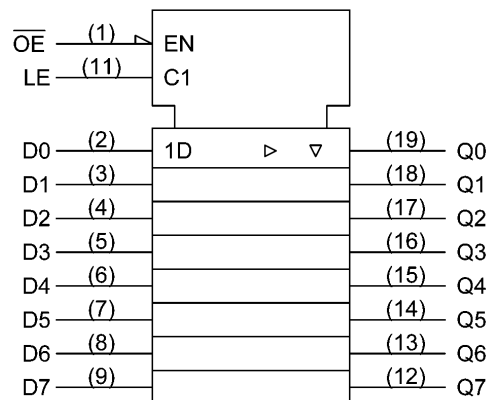 O̅E̅ (1) EN
LE (11) C1
D0 (2) 1D ▷ ▽ (19) Q0
D1 (3) (18) Q1
D2 (4) (17) Q2
D3 (5) (16) Q3
D4 (6) (15) Q4
D5 (7) (14) Q5
D6 (8) (13) Q6
D7 (9) (12) Q7